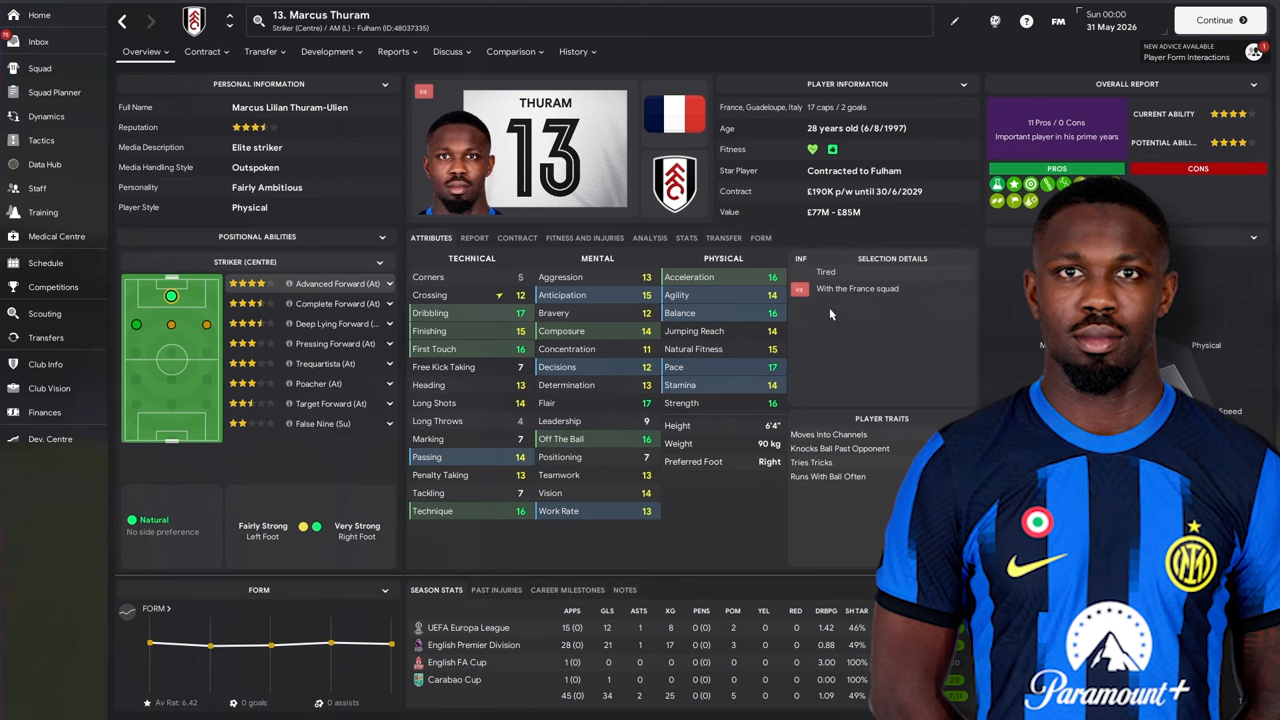 Home
75
Inbox
Squad
Squad Planner
Dynamics
Tactics
Data Hub
Staff
Training
Medical Centre
Schedule
Competitions
Scouting
Transfers
Club Info
Club Vision
Finances
Dev. Centre
13. Marcus Thuram
Striker (Centre) / AM (L) - Fulham (ID:48037335)
FM
Sun 00:00
31 May 2026
Continue
Overview Contract Transfer Development Reports Discuss Comparison History
NEW ADVICE AVAILABLE
Player Form Interactions
1
PERSONAL INFORMATION
Full Name Marcus Lilian Thuram-Ulien
Reputation
Media Description Elite striker
Media Handling Style Outspoken
Personality Fairly Ambitious
Player Style Physical
POSITIONAL ABILITIES
STRIKER (CENTRE)
Advanced Forward (At)
Complete Forward (At)
Deep Lying Forward (...
Pressing Forward (At)
Trequartista (At)
Poacher (At)
Target Forward (At)
False Nine (Su)
Natural
No side preference
Fairly Strong
Left Foot
Very Strong
Right Foot
FORM
FORM >
Av Rat: 6.42 0 goals 0 assists
Int
THURAM
13
PLAYER INFORMATION
France, Guadeloupe, Italy 17 caps / 2 goals
Age 28 years old (6/8/1997)
Fitness
Star Player Contracted to Fulham
Contract £190K p/w until 30/6/2029
Value £77M - £85M
OVERALL REPORT
11 Pros / 0 Cons
Important player in his prime years
CURRENT ABILITY
POTENTIAL ABILI...
PROS CONS
ATTRIBUTES REPORT CONTRACT FITNESS AND INJURIES ANALYSIS STATS TRANSFER FORM
TECHNICAL MENTAL PHYSICAL
Corners 5 Aggression 13 Acceleration 16
Crossing 12 Anticipation 15 Agility 14
Dribbling 17 Bravery 12 Balance 16
Finishing 15 Composure 14 Jumping Reach 14
First Touch 16 Concentration 11 Natural Fitness 15
Free Kick Taking 7 Decisions 12 Pace 17
Heading 13 Determination 13 Stamina 14
Long Shots 14 Flair 17 Strength 16
Long Throws 4 Leadership 9
Marking 7 Off The Ball 16
Passing 14 Positioning 7
Penalty Taking 13 Teamwork 13
Tackling 7 Vision 14
Technique 16 Work Rate 13
Height 6'4"
Weight 90 kg
Preferred Foot Right
INF SELECTION DETAILS
Tired
Int With the France squad
PLAYER TRAITS
Moves Into Channels
Knocks Ball Past Opponent
Tries Tricks
Runs With Ball Often
Physical
Speed
SEASON STATS PAST INJURIES CAREER MILESTONES NOTES
APPS GLS ASTS XG PENS POM YEL RED DRBPG SH TAR
UEFA Europa League 15 (0) 12 1 8 0 (0) 2 0 0 1.42 46%
English Premier Division 28 (0) 21 1 17 0 (0) 3 0 0 0.88 49%
English FA Cup 1 (0) 0 0 0 0 (0) 0 0 0 3.00 100%
Carabao Cup 1 (0) 1 0 0 0 (0) 0 0 0 0.00 100%
45 (0) 34 2 25 0 (0) 5 0 0 1.09 49%
Paramount+